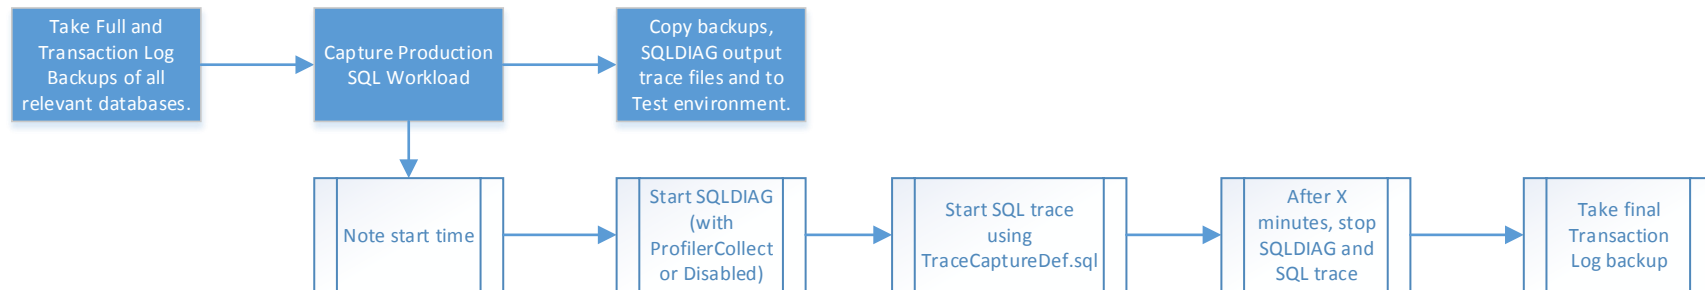 Take Full and
Transaction Log
Backups of all
relevant databases.
Capture Production
SQL Workload
Copy backups,
SQLDIAG output
trace files and to
Test environment.
Note start time
Start SQLDIAG
(with
ProfilerCollect
or Disabled)
Start SQL trace
using
TraceCaptureDef.sql
After X
minutes, stop
SQLDIAG and
SQL trace
Take final
Transaction
Log backup